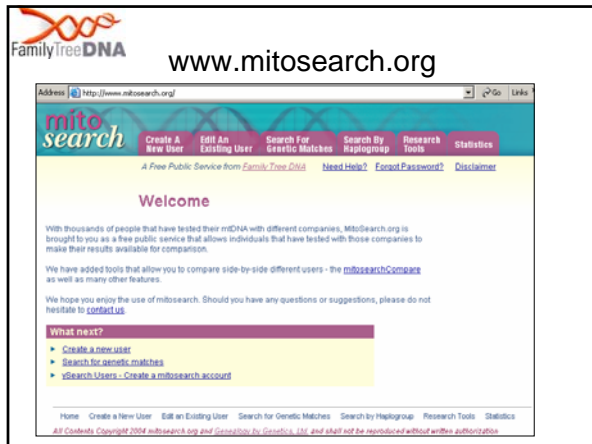 FamilyTreeDNA
www.mitosearch.org
Address http://www.mitosearch.org/ Go Links
mito
search
Create A New User
Edit An Existing User
Search For Genetic Matches
Search By Haplogroup
Research Tools
Statistics
A Free Public Service from Family Tree DNA Need Help? Forgot Password? Disclaimer
Welcome
With thousands of people that have tested their mtDNA with different companies, MitoSearch.org is
brought to you as a free public service that allows individuals that have tested with those companies to
make their results available for comparison.
We have added tools that allow you to compare side-by-side different users - the mitosearchCompare
as well as many other features.
We hope you enjoy the use of mitosearch. Should you have any questions or suggestions, please do not
hesitate to contact us.
What next?
Create a new user
Search for genetic matches
ySearch Users - Create a mitosearch account
Home Create a New User Edit an Existing User Search for Genetic Matches Search by Haplogroup Research Tools Statistics
All Contents Copyright 2004 mitosearch.org and Genealogy by Genetics, Ltd. and shall not be reproduced without written authorization